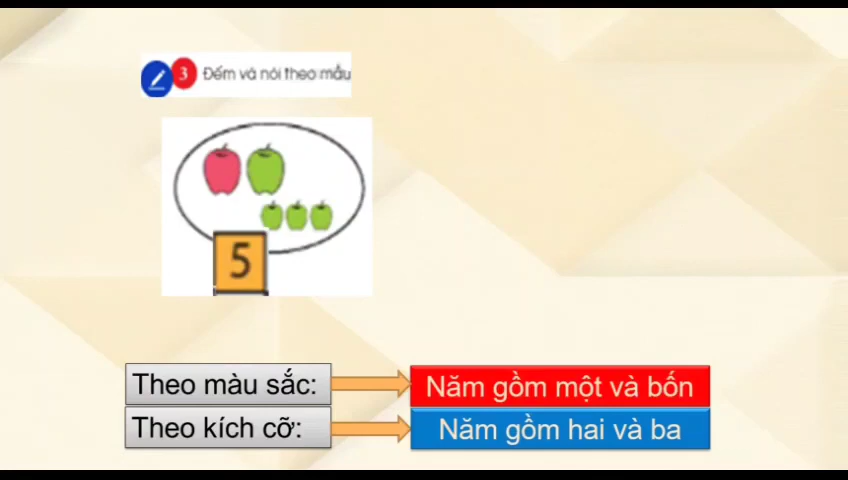 3 Đếm và nói theo mẫu
5
Theo màu sắc: Năm gồm một và bốn
Theo kích cỡ: Năm gồm hai và ba